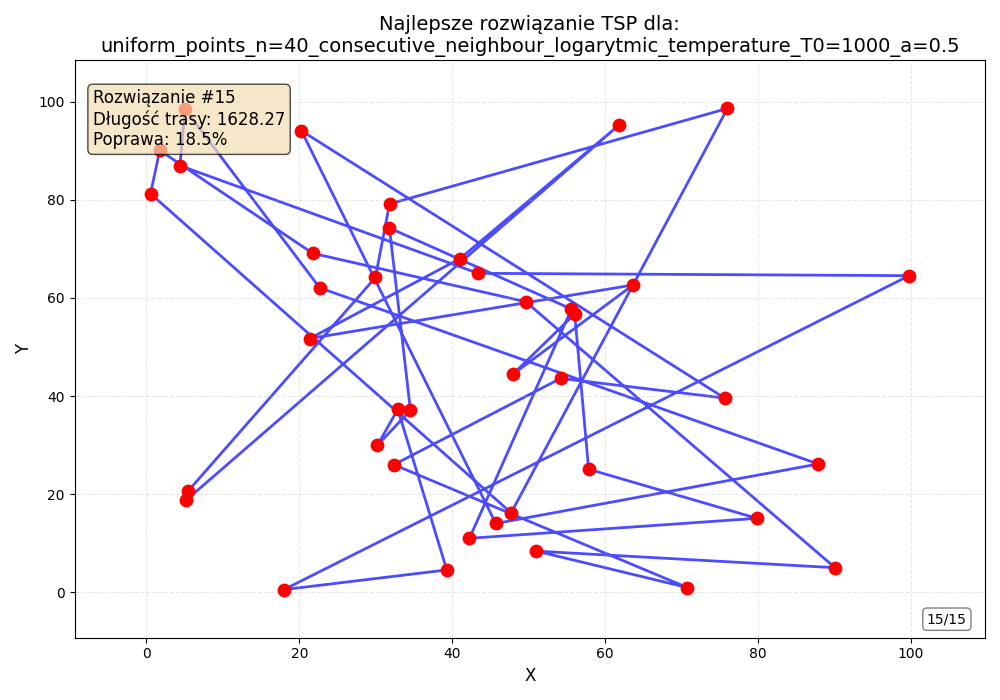 Najlepsze rozwiązanie TSP dla:
uniform_points_n=40_consecutive_neighbour_logarytmic_temperature_T0=1000_a=0.5
Rozwiązanie #15
Długość trasy: 1628.27
Poprawa: 18.5%
100
80
60
40
20
0
Y
0 20 40 60 80 100
X
15/15